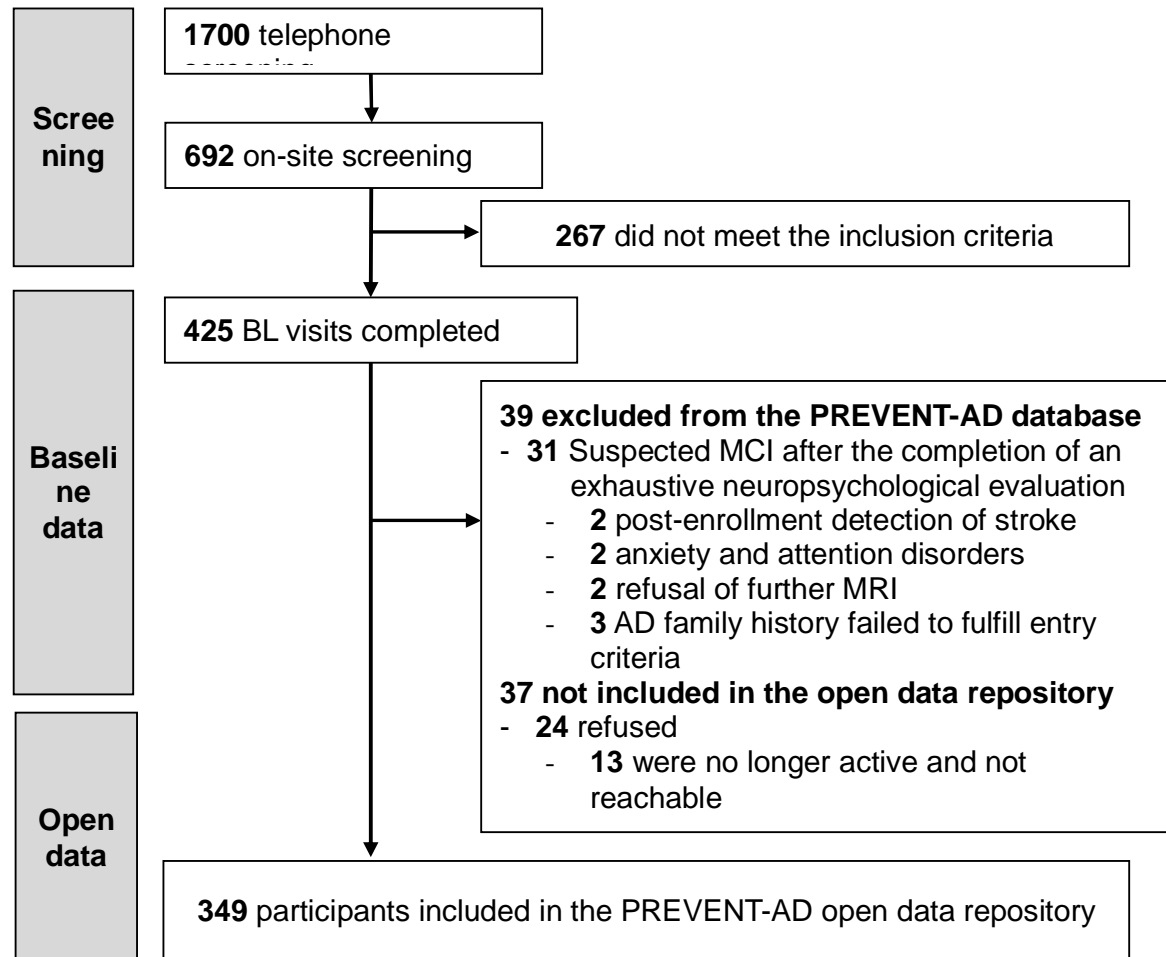 1700 telephone
Scree
ning
692 on-site screening
267 did not meet the inclusion criteria
425 BL visits completed
Baseli
ne
data
39 excluded from the PREVENT-AD database
- 31 Suspected MCI after the completion of an
exhaustive neuropsychological evaluation
- 2 post-enrollment detection of stroke
- 2 anxiety and attention disorders
- 2 refusal of further MRI
- 3 AD family history failed to fulfill entry
criteria
37 not included in the open data repository
- 24 refused
- 13 were no longer active and not
reachable
Open
data
349 participants included in the PREVENT-AD open data repository